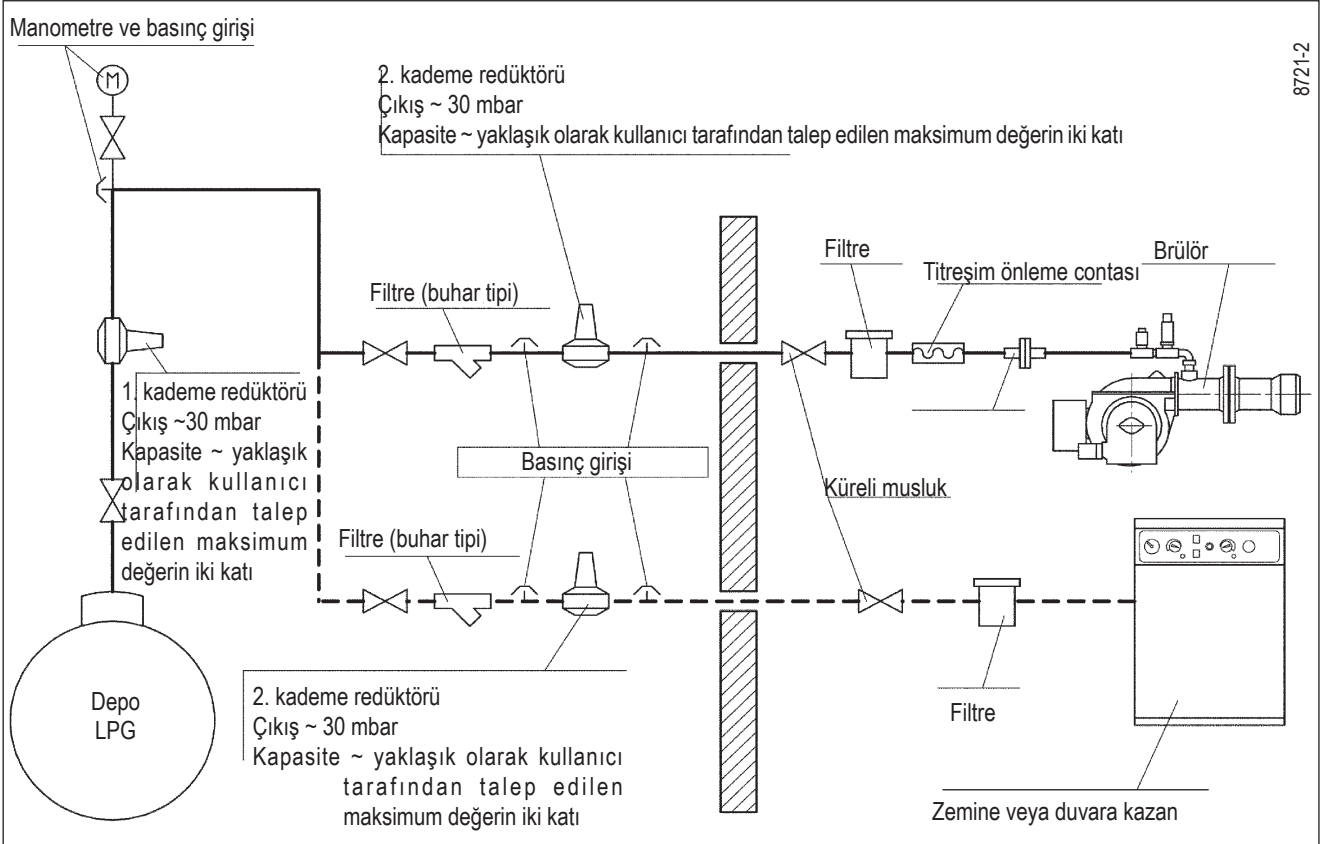 Manometre ve basınç girişi
8721-2
M
2. kademe redüktörü
Çıkış ~ 30 mbar
Kapasite ~ yaklaşık olarak kullanıcı tarafından talep edilen maksimum değerin iki katı
Filtre
Titreşim önleme contası
Brülör
Filtre (buhar tipi)
1. kademe redüktörü
Çıkış ~30 mbar
Kapasite ~ yaklaşık
olarak kullanıcı
tarafından talep
edilen maksimum
değerin iki katı
Basınç girişi
Küreli musluk
Filtre (buhar tipi)
Depo
LPG
2. kademe redüktörü
Çıkış ~ 30 mbar
Kapasite ~ yaklaşık olarak kullanıcı
tarafından talep edilen
maksimum değerin iki katı
Filtre
Zemine veya duvara kazan